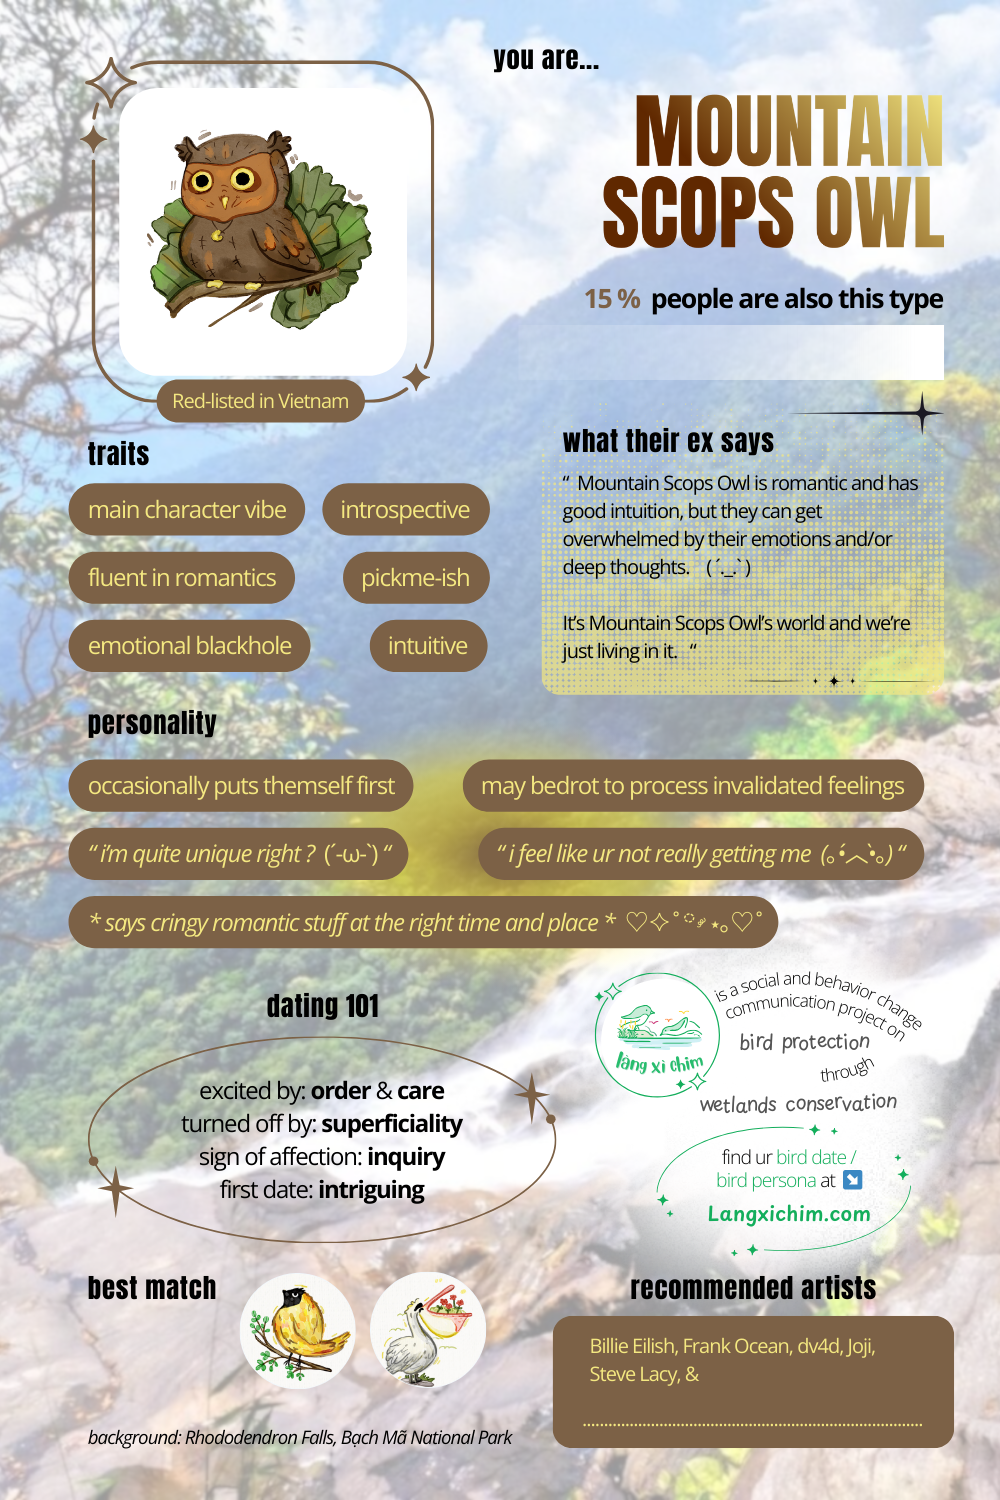 you are...
MOUNTAIN
SCOPS OWL
15 % people are also this type
Red-listed in Vietnam
traits
main character vibe
introspective
fluent in romantics
pickme-ish
emotional blackhole
intuitive
what their ex says
“ Mountain Scops Owl is romantic and has
good intuition, but they can get
overwhelmed by their emotions and/or
deep thoughts. ( ´._.` )
It’s Mountain Scops Owl’s world and we’re
just living in it. “
personality
occasionally puts themself first
may bedrot to process invalidated feelings
“ i’m quite unique right ? (´-ω-`) “
“ i feel like ur not really getting me (｡•́︿•̀｡) “
* says cringy romantic stuff at the right time and place * ♡✧˚ ༘ ⋆｡♡˚
dating 101
excited by: order & care
turned off by: superficiality
sign of affection: inquiry
first date: intriguing
làng xi chim
is a social and behavior change
communication project on
bird protection
through
wetlands conservation
find ur bird date /
bird persona at ↘
Langxichim.com
best match
recommended artists
Billie Eilish, Frank Ocean, dv4d, Joji,
Steve Lacy, &
background: Rhododendron Falls, Bạch Mã National Park